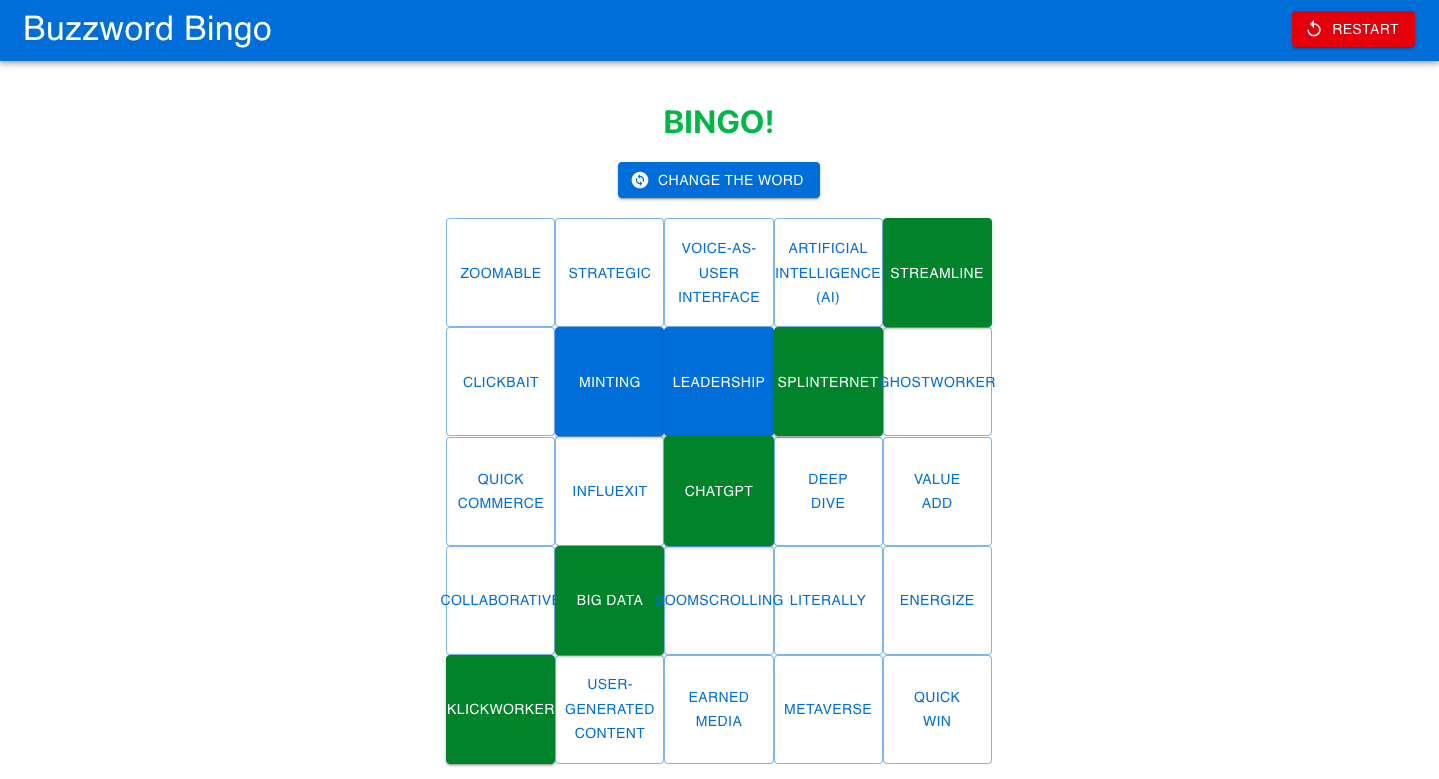 Buzzword Bingo
RESTART
BINGO!
CHANGE THE WORD
ZOOMABLE
STRATEGIC
VOICE-AS-
USER
INTERFACE
ARTIFICIAL
INTELLIGENCE
(AI)
STREAMLINE
CLICKBAIT
MINTING
LEADERSHIP
SPLINTERNET
GHOSTWORKER
QUICK
COMMERCE
INFLUEXIT
CHATGPT
DEEP
DIVE
VALUE
ADD
COLLABORATIVE
BIG DATA
DOOMSCROLLING
LITERALLY
ENERGIZE
KLICKWORKER
USER-
GENERATED
CONTENT
EARNED
MEDIA
METAVERSE
QUICK
WIN